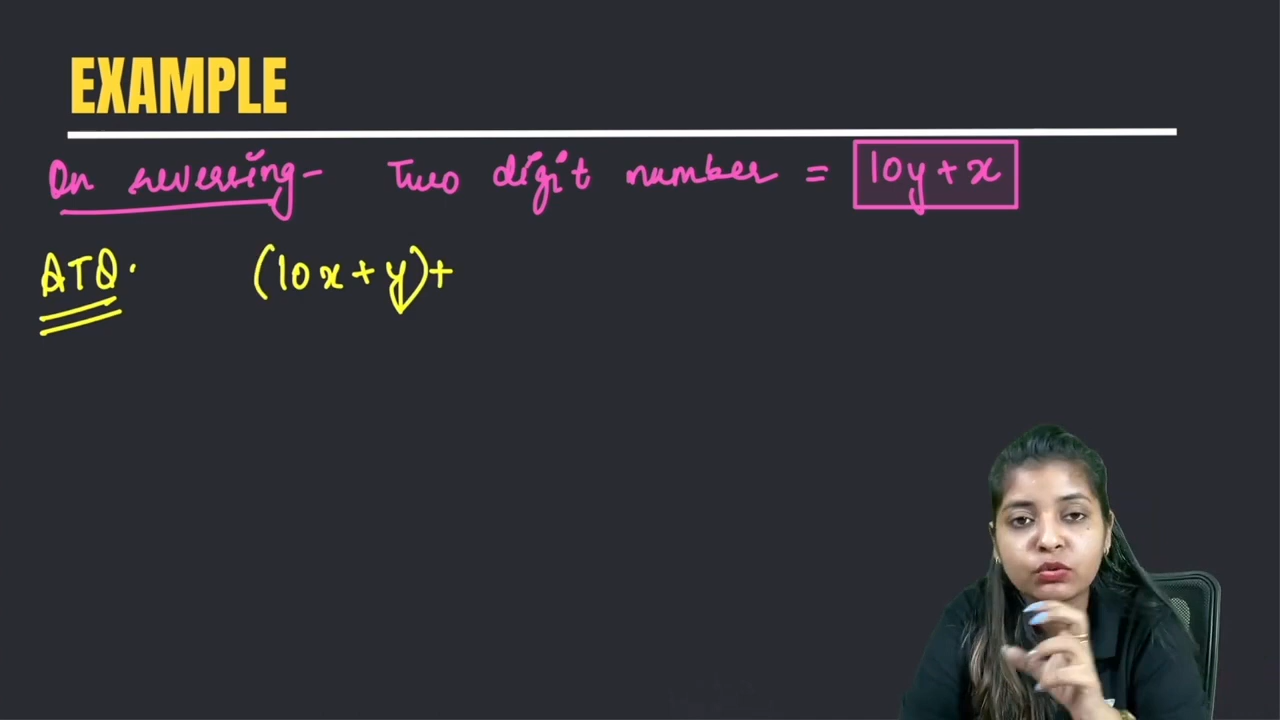 EXAMPLE
On reversing - Two digit number = 10y + x
ATQ. (10x + y) +